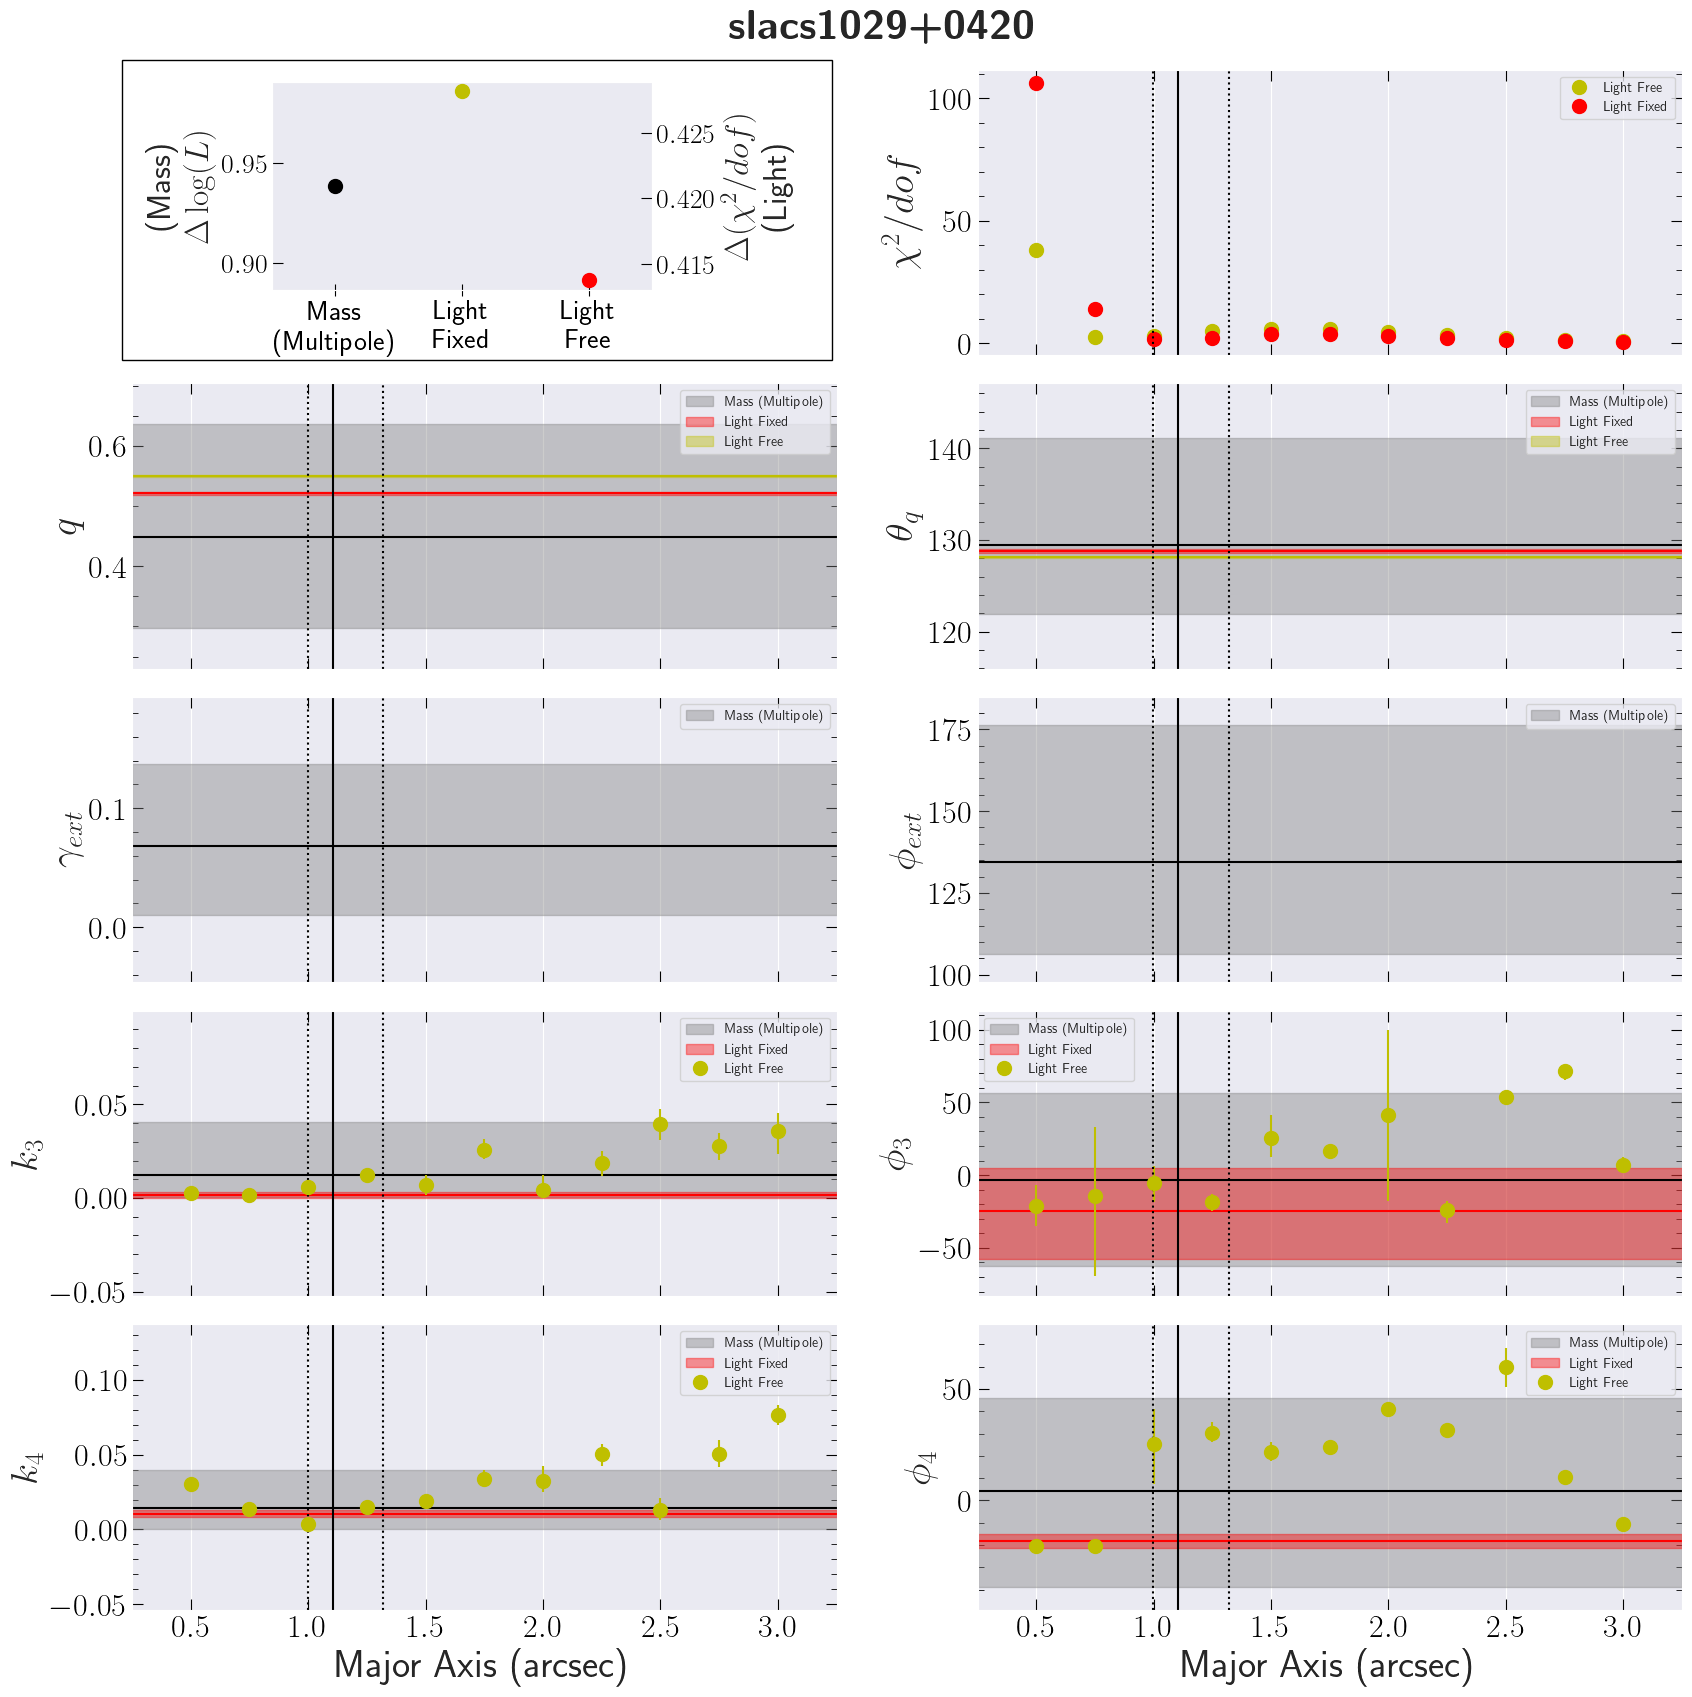 slacs1029+0420
(Mass)
Δ log(L)
0.95
0.90
0.425
0.420
0.415
Δ(χ²/dof)
(Light)
Mass
(Multipole)
Light
Fixed
Light
Free
χ²/dof
100
50
0
Light Free
Light Fixed
q
0.6
0.4
Mass (Multipole)
Light Fixed
Light Free
θ_q
140
130
120
Mass (Multipole)
Light Fixed
Light Free
γ_ext
0.1
0.0
Mass (Multipole)
ϕ_ext
175
150
125
100
Mass (Multipole)
k₃
0.05
0.00
−0.05
Mass (Multipole)
Light Fixed
Light Free
ϕ₃
100
50
0
−50
Mass (Multipole)
Light Fixed
Light Free
k₄
0.10
0.05
0.00
−0.05
Mass (Multipole)
Light Fixed
Light Free
0.5 1.0 1.5 2.0 2.5 3.0
Major Axis (arcsec)
ϕ₄
50
0
Mass (Multipole)
Light Fixed
Light Free
0.5 1.0 1.5 2.0 2.5 3.0
Major Axis (arcsec)